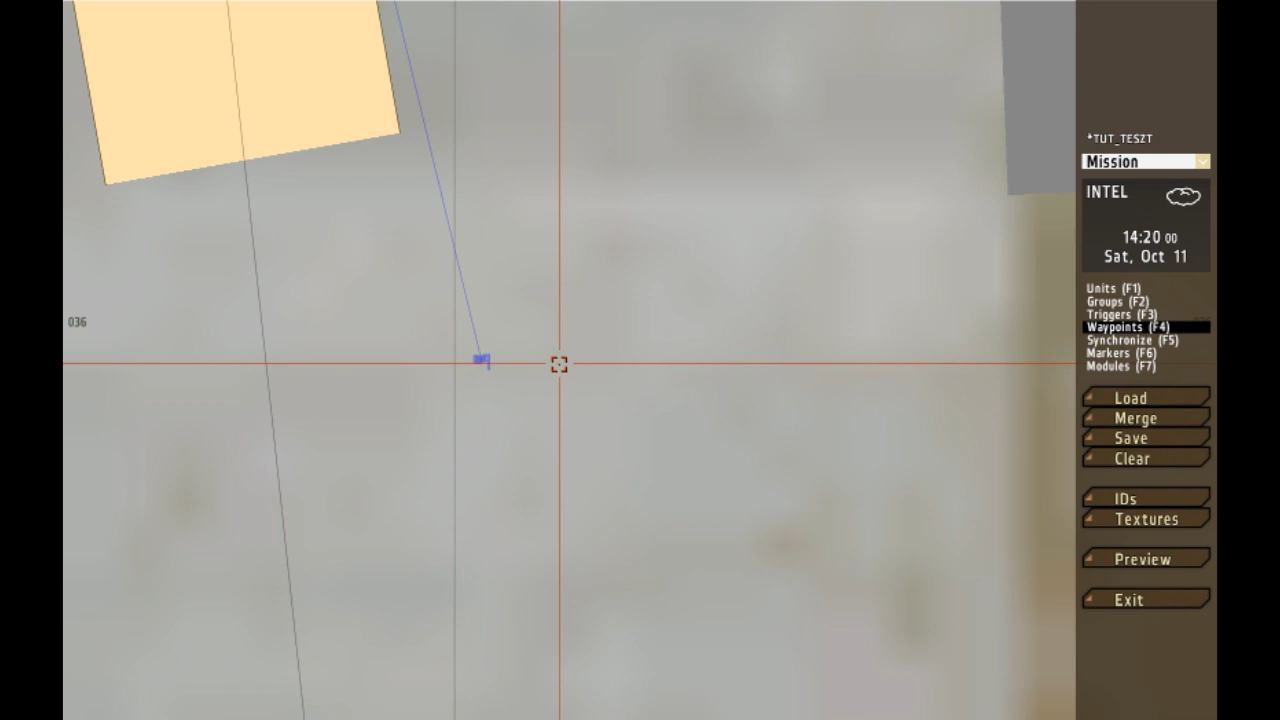 *TUT_TESZT
Mission
INTEL
14:20 00
Sat, Oct 11
036
Units (F1)
Groups (F2)
Triggers (F3)
Waypoints (F4)
Synchronize (F5)
Markers (F6)
Modules (F7)
Load
Merge
Save
Clear
IDs
Textures
Preview
Exit